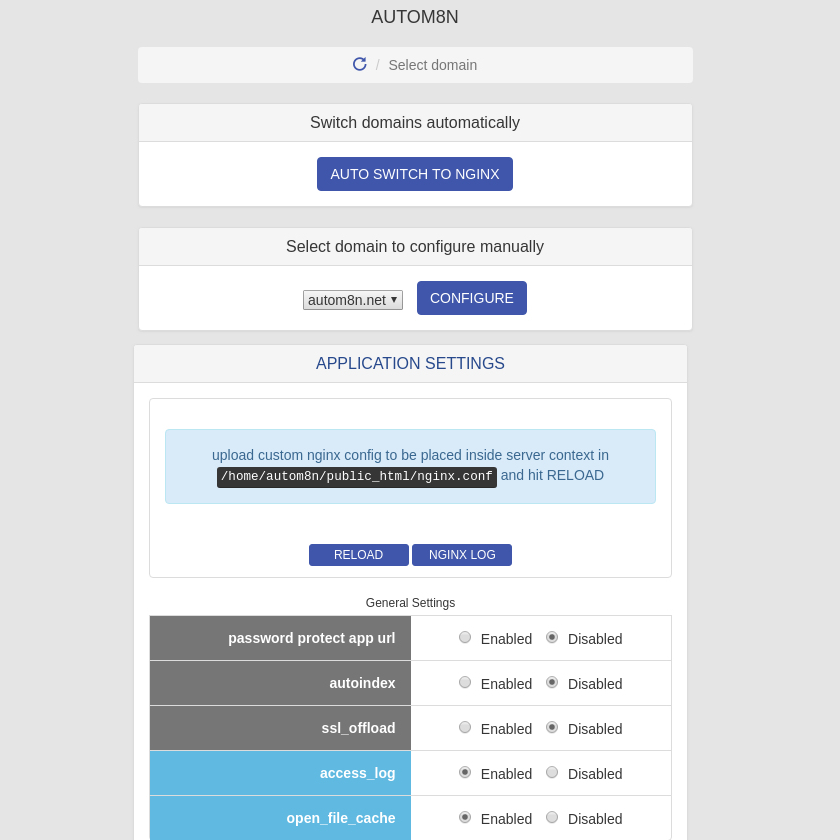 AUTOM8N
/ Select domain
Switch domains automatically
AUTO SWITCH TO NGINX
Select domain to configure manually
autom8n.net CONFIGURE
APPLICATION SETTINGS
upload custom nginx config to be placed inside server context in
/home/autom8n/public_html/nginx.conf and hit RELOAD
RELOAD NGINX LOG
General Settings
password protect app url Enabled Disabled
autoindex Enabled Disabled
ssl_offload Enabled Disabled
access_log Enabled Disabled
open_file_cache Enabled Disabled